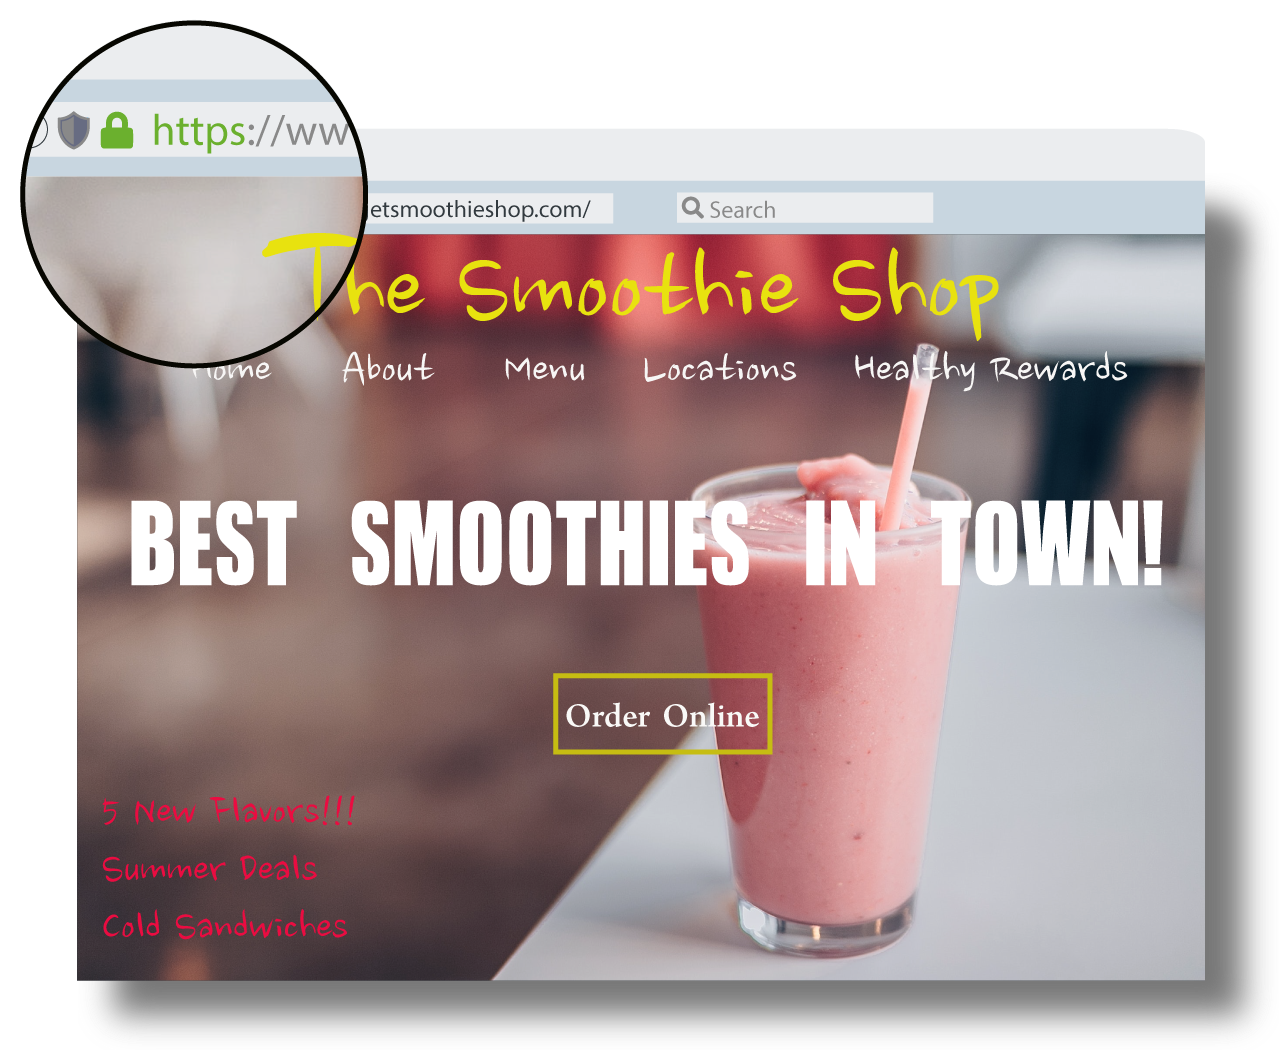 https://ww
etsmoothieshop.com/
Search
The Smoothie Shop
Home About Menu Locations Healthy Rewards
BEST SMOOTHIES IN TOWN!
Order Online
5 New Flavors!!!
Summer Deals
Cold Sandwiches